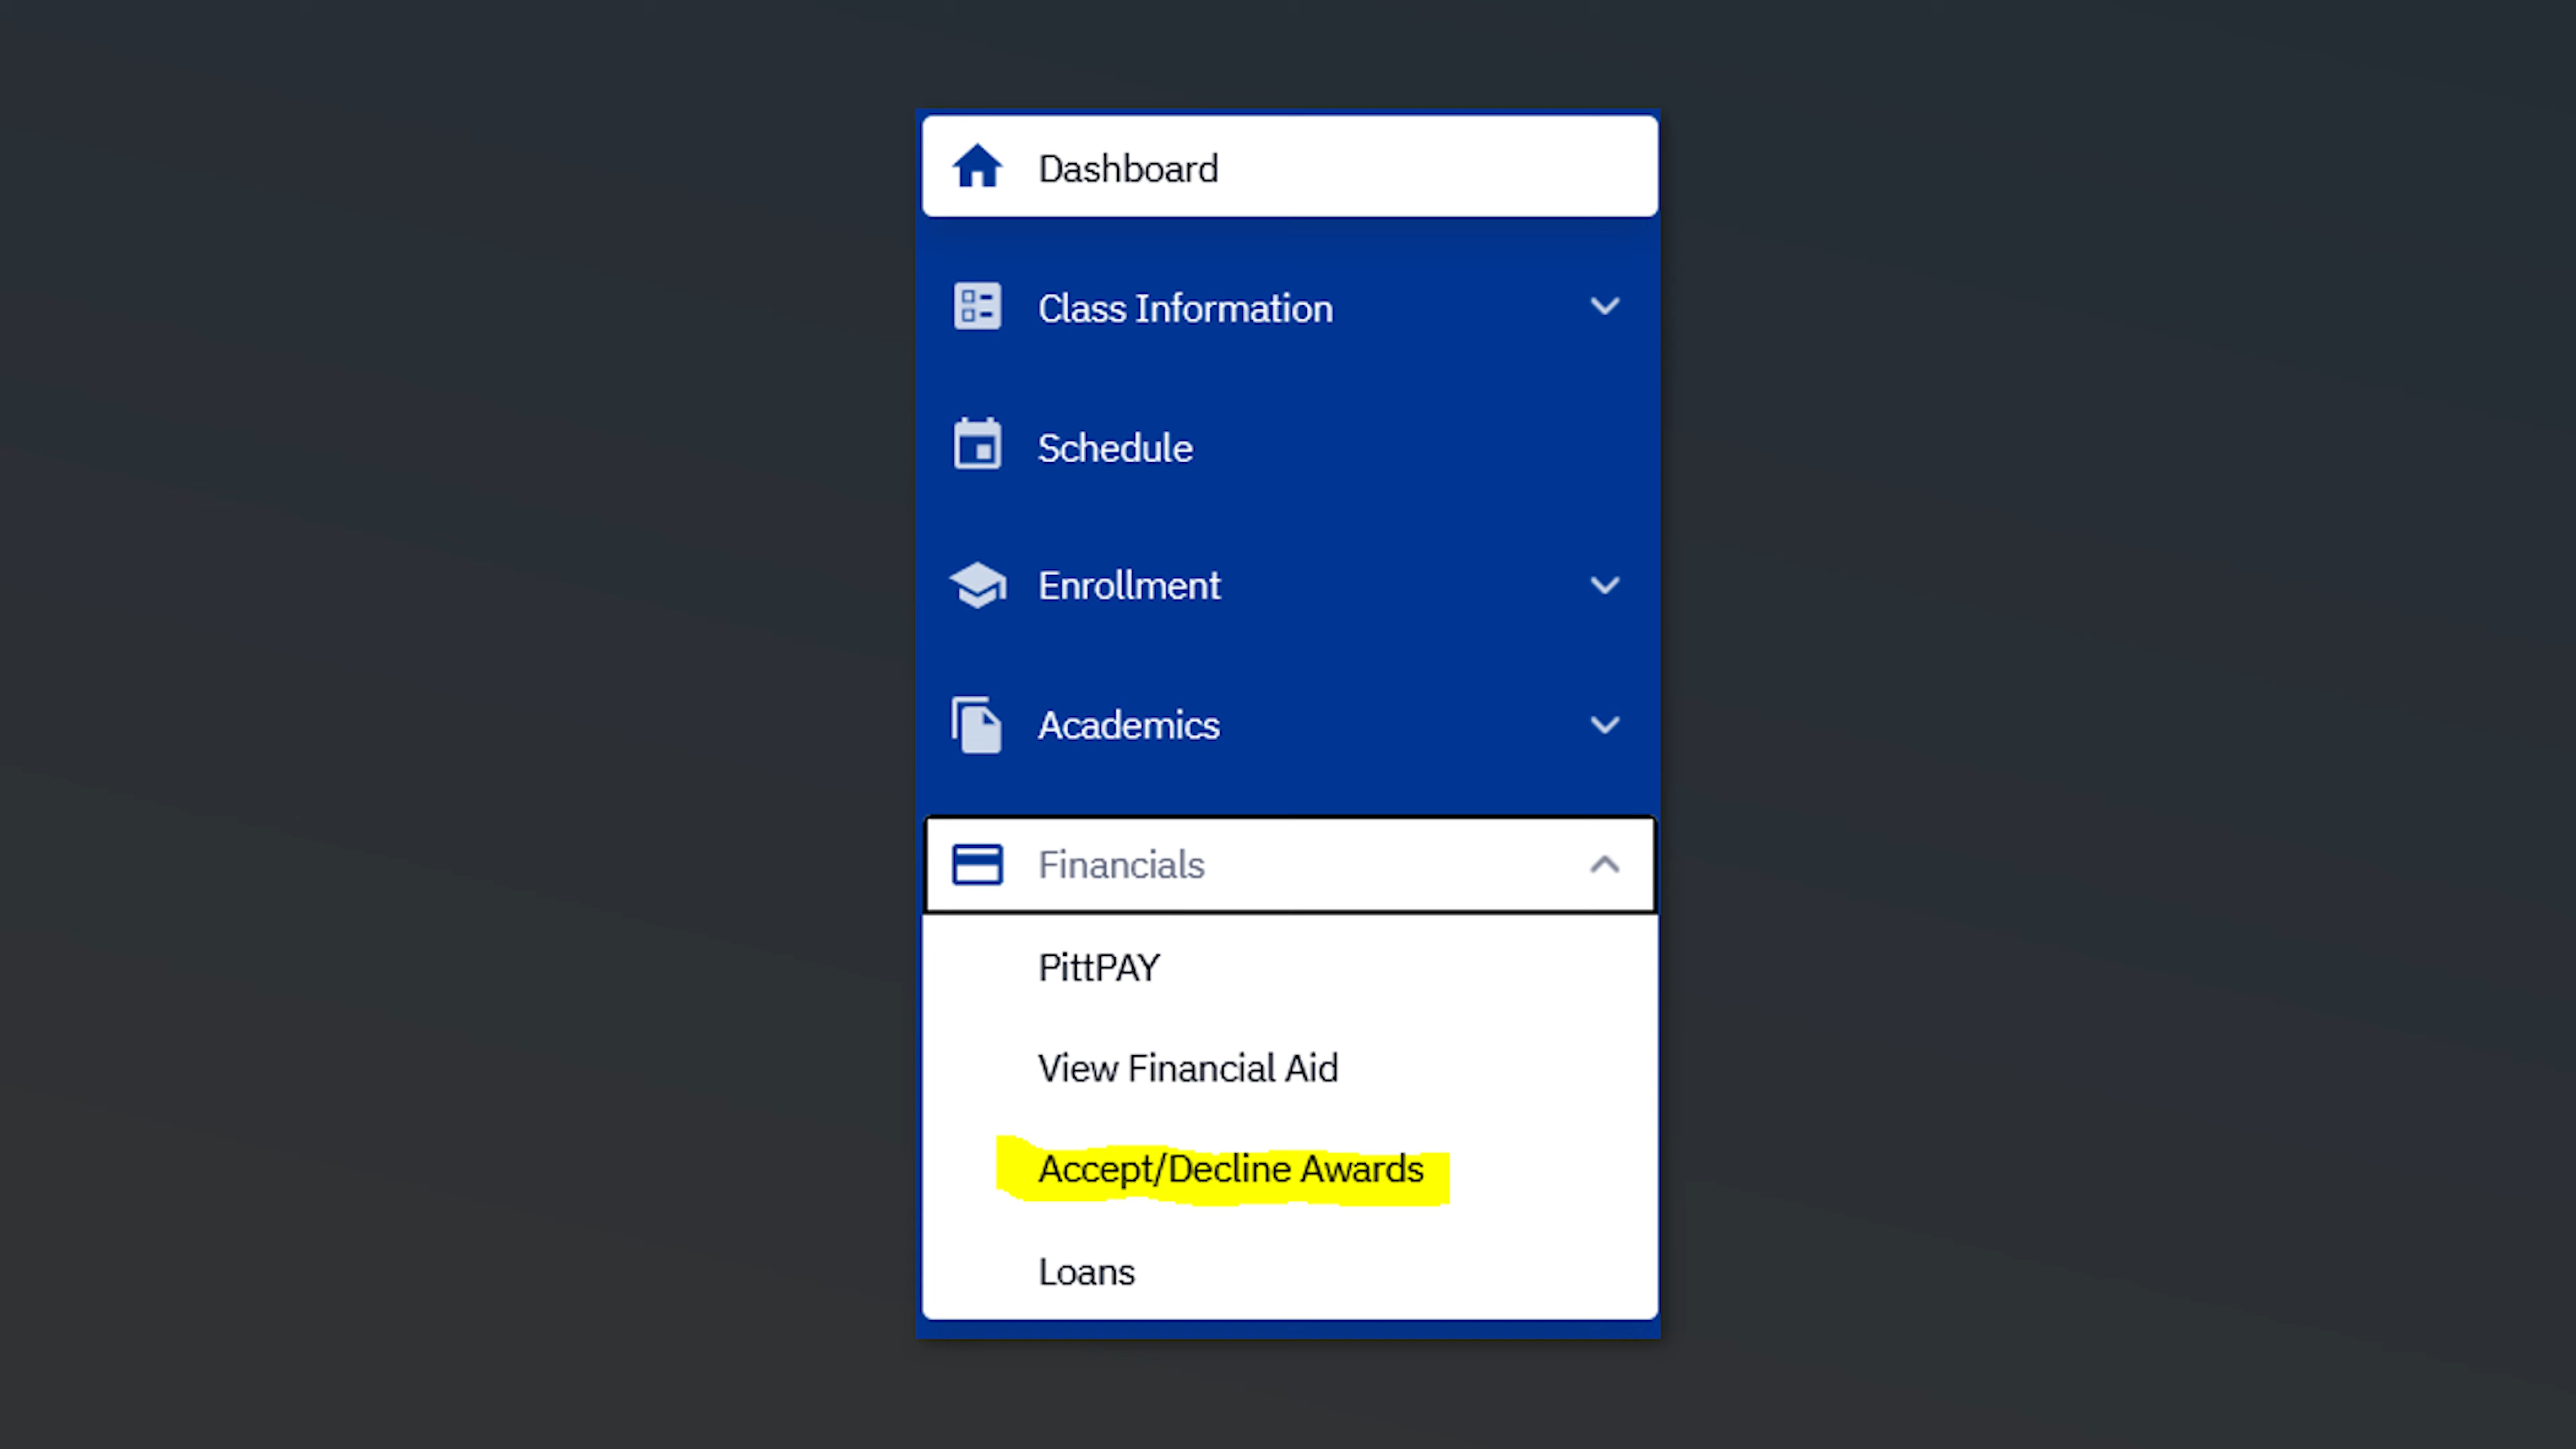 Dashboard
Class Information
Schedule
Enrollment
Academics
Financials
PittPAY
View Financial Aid
Accept/Decline Awards
Loans